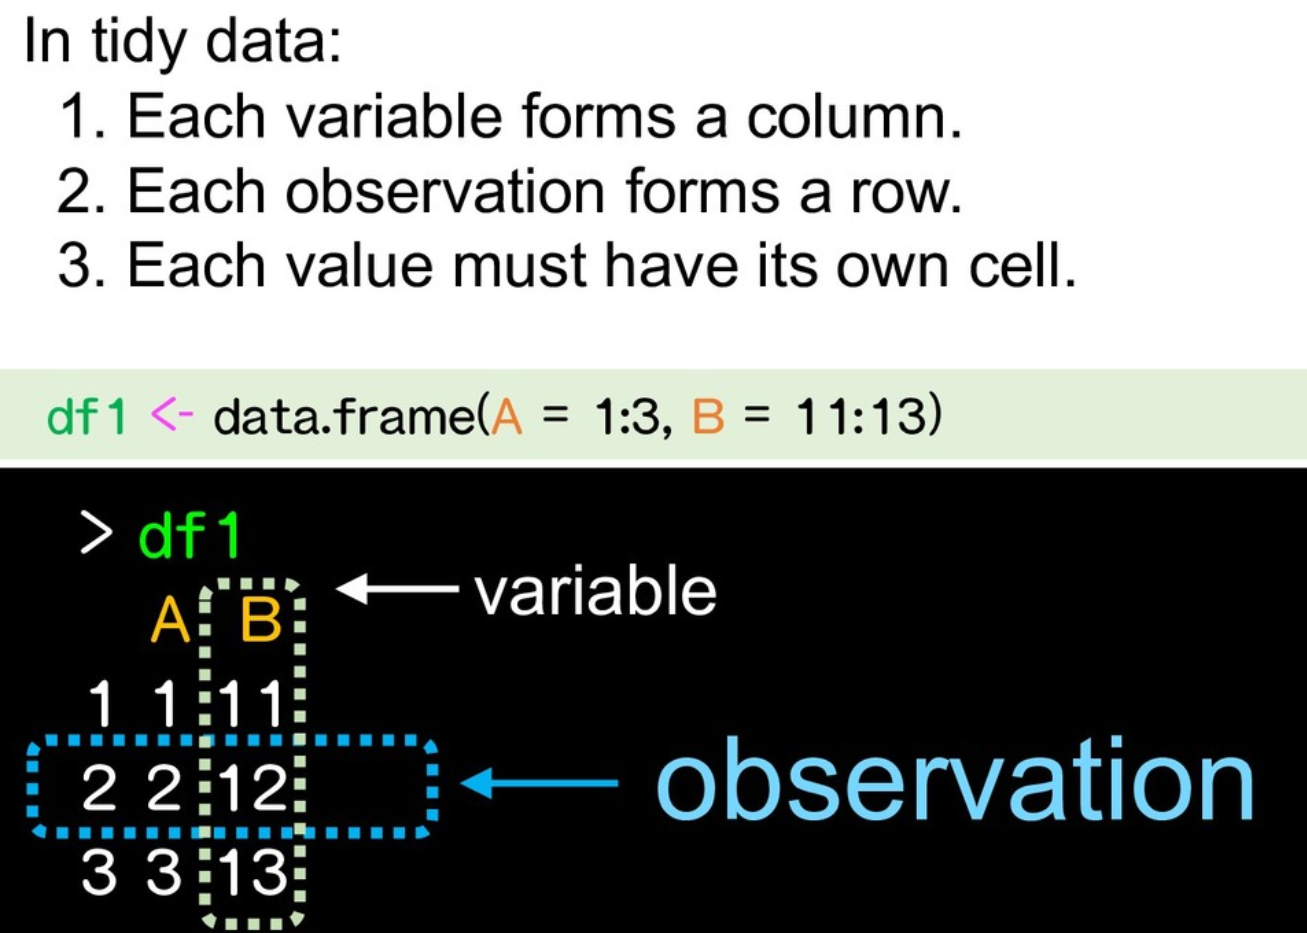 In tidy data:
1. Each variable forms a column.
2. Each observation forms a row.
3. Each value must have its own cell.
df1 <- data.frame(A = 1:3, B = 11:13)
> df1
variable
A B
1 1 11
2 2 12
observation
3 3 13